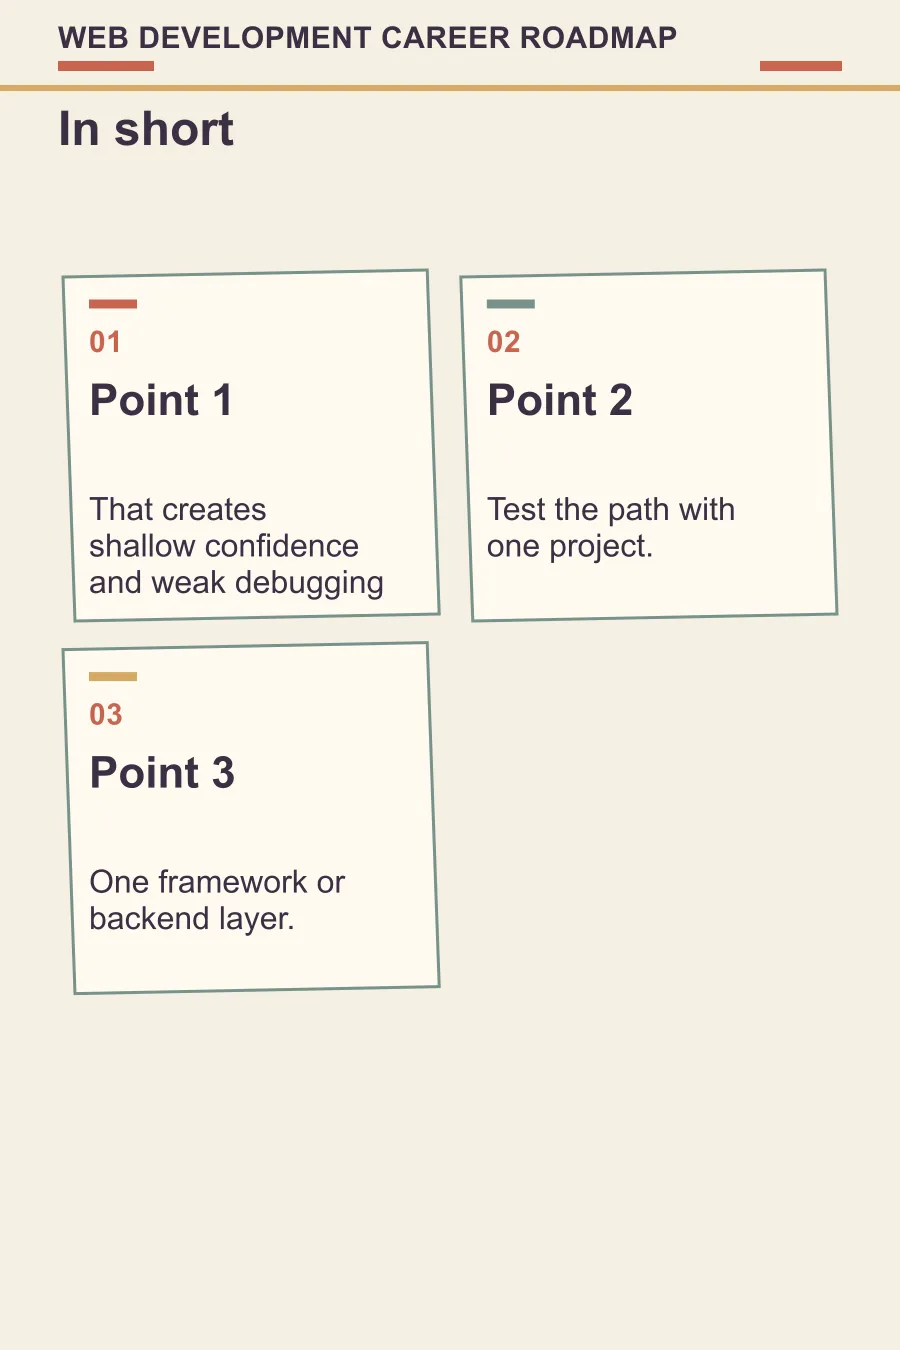 WEB DEVELOPMENT CAREER ROADMAP
In short
01
Point 1
That creates
shallow confidence
and weak debugging
02
Point 2
Test the path with
one project.
03
Point 3
One framework or
backend layer.